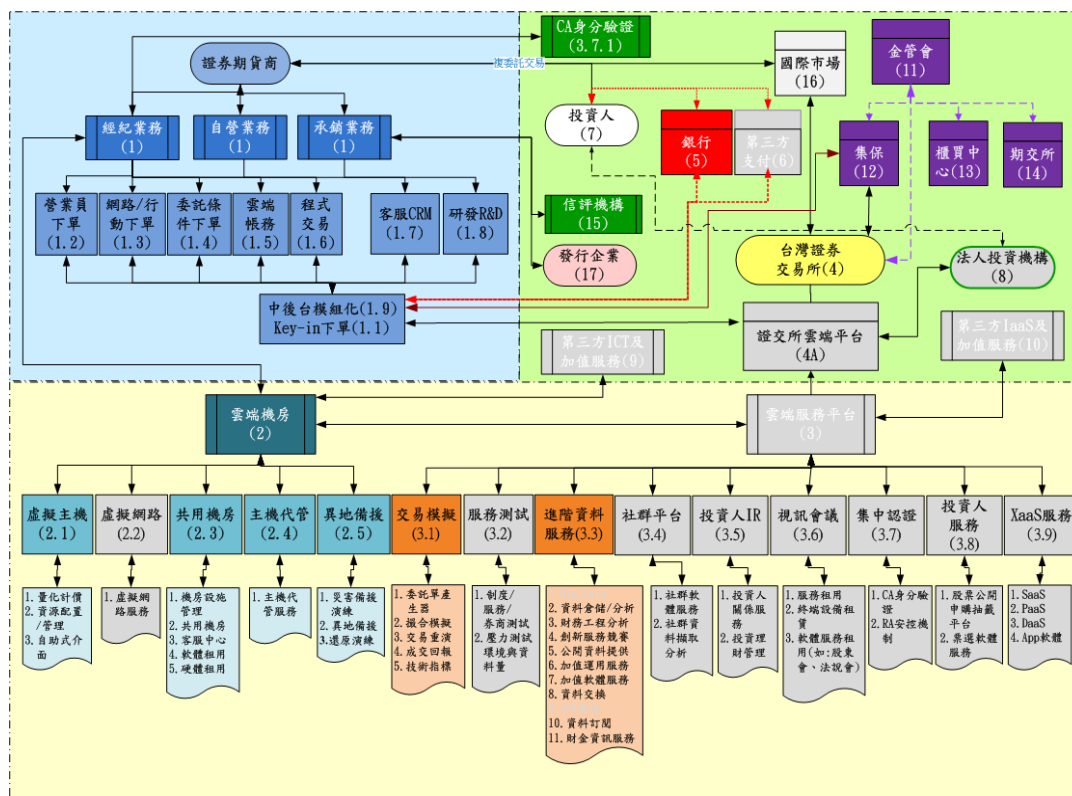 CA身分驗證
(3.7.1)
證券期貨商
複委託交易
國際市場
(16)
金管會
(11)
經紀業務
(1)
自營業務
(1)
承銷業務
(1)
投資人
(7)
銀行
(5)
第三方
支付(6)
集保
(12)
櫃買中
心(13)
期交所
(14)
營業員
下單
(1.2)
網路/行
動下單
(1.3)
委託條
件下單
(1.4)
雲端
帳務
(1.5)
程式
交易
(1.6)
客服CRM
(1.7)
研發R&D
(1.8)
信評機構
(15)
發行企業
(17)
台灣證券
交易所(4)
法人投資機構
(8)
中後台模組化(1.9)
Key-in下單(1.1)
第三方ICT及
加值服務(9)
證交所雲端平台
(4A)
第三方IaaS及
加值服務(10)
雲端機房
(2)
雲端服務平台
(3)
虛擬主機
(2.1)
虛擬網路
(2.2)
共用機房
(2.3)
主機代管
(2.4)
異地備援
(2.5)
交易模擬
(3.1)
服務測試
(3.2)
進階資料
服務(3.3)
社群平台
(3.4)
投資人IR
(3.5)
視訊會議
(3.6)
集中認證
(3.7)
投資人
服務
(3.8)
XaaS服務
(3.9)
1. 量化計價
2. 資源配置
/管理
3. 自助式介
面
1. 虛擬網
路服務
1. 機房設施
管理
2. 共用機房
3. 客服中心
4. 軟體租用
5. 硬體租用
1. 主機代管
服務
1. 災害備援
演練
2. 異地備援
3. 還原演練
1. 委託單產
生器
2. 撮合模擬
3. 交易重演
4. 成交回報
5. 技術指標
1. 制度/
服務/
券商測試
2. 壓力測試
環境與資
料量
2. 資料倉儲/分析
3. 財務工程分析
4. 創新服務競賽
5. 公開資料提供
6. 加值運用服務
7. 加值軟體服務
8. 資料交換
10. 資料訂閱
11. 財金資訊服務
1. 社群軟
體服務
2. 社群資
料擷取
分析
1. 投資人
關係服
務
2. 投資理
財管理
1. 服務租用
2. 終端設備租
賃
3. 軟體服務租
用(如:股東
會、法說會)
1. CA身分驗
證
2. RA安控機
制
1. 股票公開
申購抽籤
平台
2. 票選軟體
服務
1. SaaS
2. PaaS
3. DaaS
4. App軟體